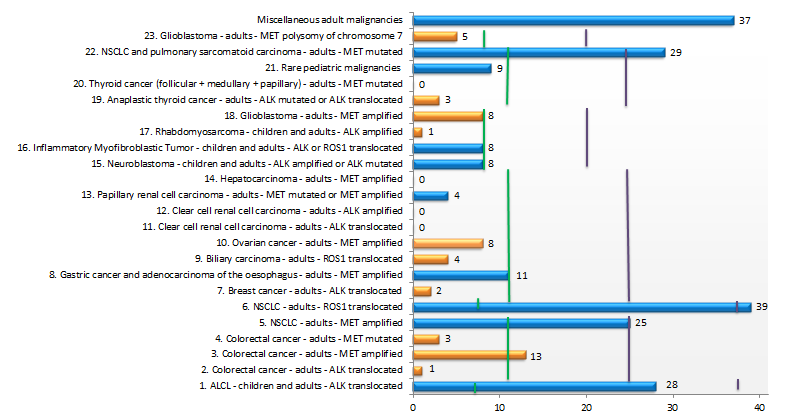 Miscellaneous adult malignancies 37
23. Glioblastoma - adults - MET polysomy of chromosome 7 5
22. NSCLC and pulmonary sarcomatoid carcinoma - adults - MET mutated 29
21. Rare pediatric malignancies 9
20. Thyroid cancer (follicular + medullary + papillary) - adults - MET mutated 0
19. Anaplastic thyroid cancer - adults - ALK mutated or ALK translocated 3
18. Glioblastoma - adults - MET amplified 8
17. Rhabdomyosarcoma - children and adults - ALK amplified 1
16. Inflammatory Myofibroblastic Tumor - children and adults - ALK or ROS1 translocated 8
15. Neuroblastoma - children and adults - ALK amplified or ALK mutated 8
14. Hepatocarcinoma - adults - MET amplified 0
13. Papillary renal cell carcinoma - adults - MET mutated or MET amplified 4
12. Clear cell renal cell carcinoma - adults - ALK amplified 0
11. Clear cell renal cell carcinoma - adults - ALK translocated 0
10. Ovarian cancer - adults - MET amplified 8
9. Biliary carcinoma - adults - ROS1 translocated 4
8. Gastric cancer and adenocarcinoma of the oesophagus - adults - MET amplified 11
7. Breast cancer - adults - ALK translocated 2
6. NSCLC - adults - ROS1 translocated 39
5. NSCLC - adults - MET amplified 25
4. Colorectal cancer - adults - MET mutated 3
3. Colorectal cancer - adults - MET amplified 13
2. Colorectal cancer - adults - ALK translocated 1
1. ALCL - children and adults - ALK translocated 28
0 10 20 30 40